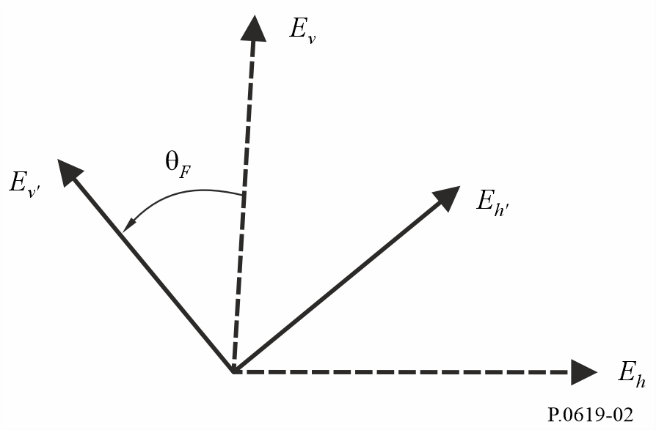 E_v
θ_F
E_v'
E_h'
E_h
P.0619-02